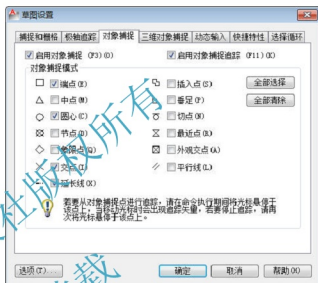 草图设置
捕捉和栅格 极轴追踪 对象捕捉 三维对象捕捉 动态输入 快捷特性 选择循环
启用对象捕捉 (F3)(O) 启用对象捕捉追踪 (F11)(K)
对象捕捉模式
端点(E) 插入点(S) 全部选择
中点(M) 垂足(P) 全部清除
圆心(C) 切点(N)
节点(D) 最近点(R)
象限点(Q) 外观交点(A)
交点(I) 平行线(L)
延长线(X)
若要从对象捕捉点进行追踪，请在命令执行期间将光标悬停于
该点上。当移动光标时会出现追踪矢量，若要停止追踪，请再
次将光标悬停于该点上。
选项(T)... 确定 取消 帮助(H)
社版权所有